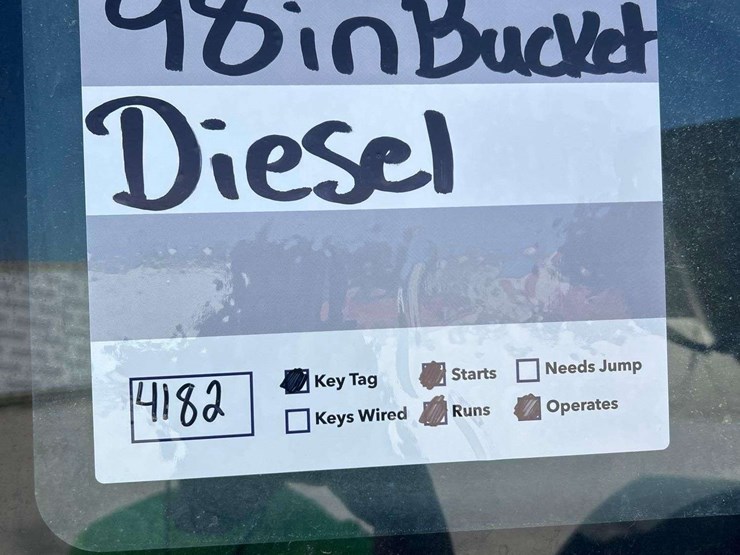 98in Bucket
Diesel
4182
Key Tag
Starts
Needs Jump
Keys Wired
Runs
Operates